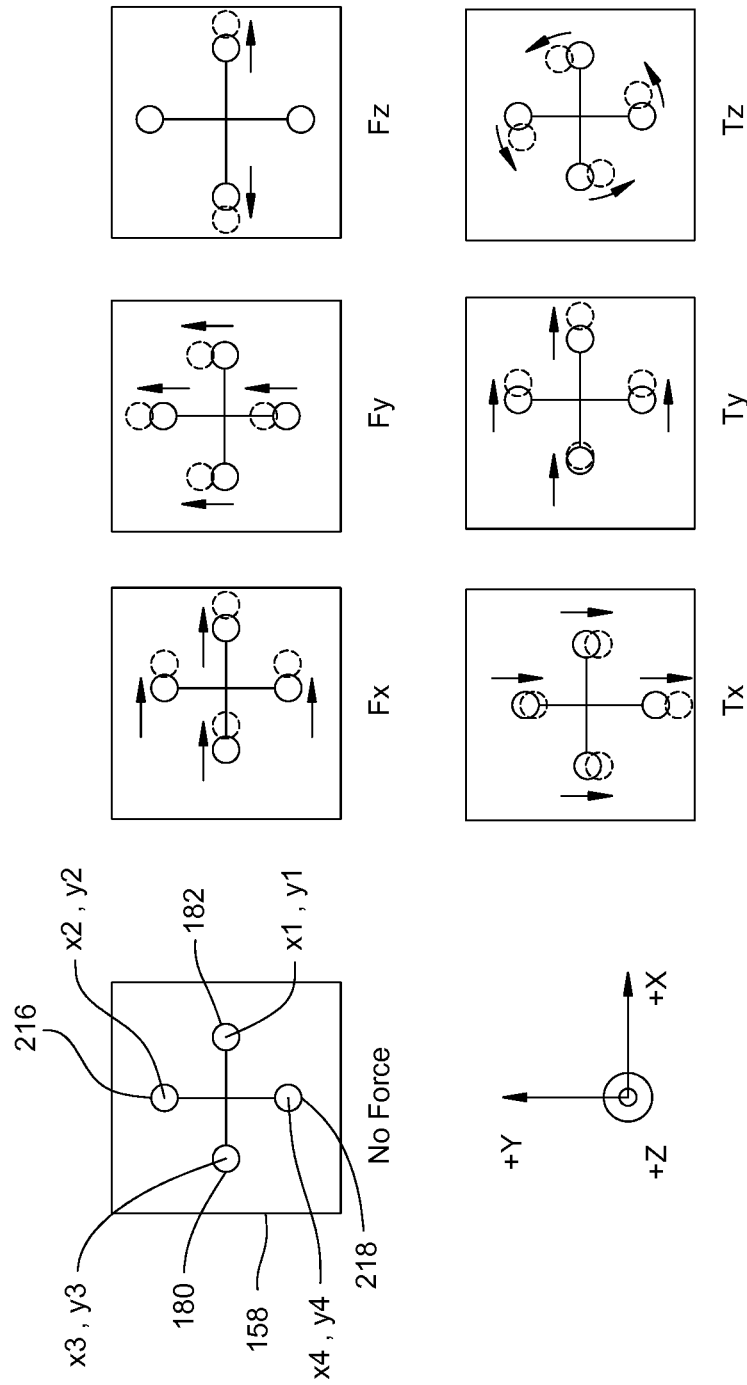 x3 , y3
216
x2 , y2
180
182
158
x1 , y1
x4 , y4
218
No Force
Fx
Fy
Fz
+Y
+Z
+X
Tx
Ty
Tz